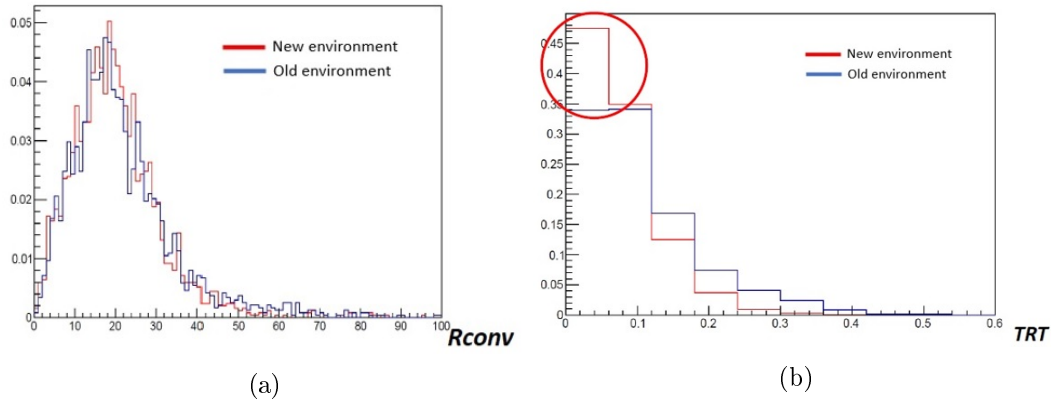 0.05
0.04
0.03
0.02
0.01
0
0 10 20 30 40 50 60 70 80 90 100
New environment
Old environment
Rconv
(a)
0.45
0.4
0.35
0.3
0.25
0.2
0.15
0.1
0.05
0
0 0.1 0.2 0.3 0.4 0.5 0.6
New environment
Old environment
TRT
(b)